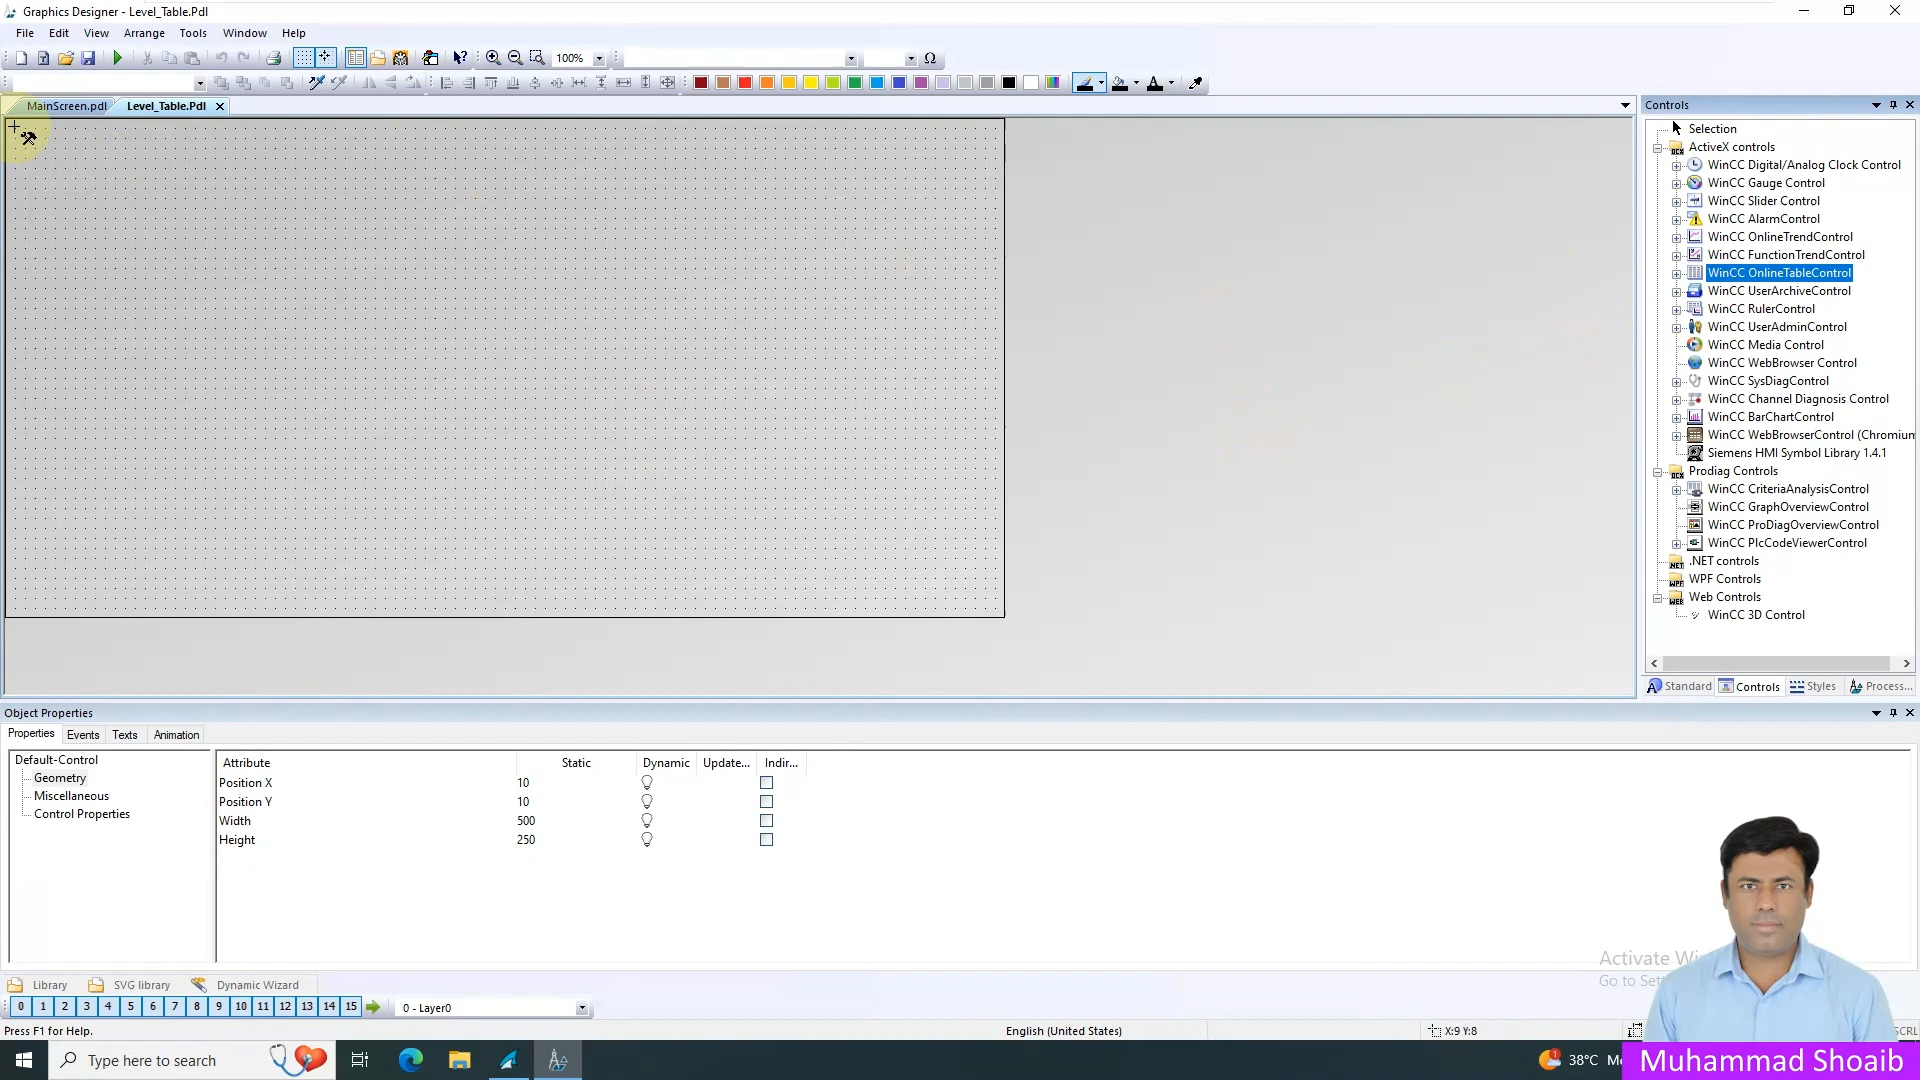 Graphics Designer - Level_Table.Pdl
File Edit View Arrange Tools Window Help
100%
MainScreen.pdl Level_Table.Pdl
Controls
Selection
ActiveX controls
WinCC Digital/Analog Clock Control
WinCC Gauge Control
WinCC Slider Control
WinCC AlarmControl
WinCC OnlineTrendControl
WinCC FunctionTrendControl
WinCC OnlineTableControl
WinCC UserArchiveControl
WinCC RulerControl
WinCC UserAdminControl
WinCC Media Control
WinCC WebBrowser Control
WinCC SysDiagControl
WinCC Channel Diagnosis Control
WinCC BarChartControl
WinCC WebBrowserControl (Chromium
Siemens HMI Symbol Library 1.4.1
Prodiag Controls
WinCC CriteriaAnalysisControl
WinCC GraphOverviewControl
WinCC ProDiagOverviewControl
WinCC PlcCodeViewerControl
.NET controls
WPF Controls
Web Controls
WinCC 3D Control
Standard Controls Styles Process...
Object Properties
Properties Events Texts Animation
Default-Control
Geometry
Miscellaneous
Control Properties
Attribute Static Dynamic Update... Indir...
Position X 10
Position Y 10
Width 500
Height 250
Activate Wi
Go to Set
Library SVG library Dynamic Wizard
0 1 2 3 4 5 6 7 8 9 10 11 12 13 14 15 0 - Layer0
Press F1 for Help. English (United States) X:9 Y:8 SCRL
Type here to search 38°C
Muhammad Shoaib